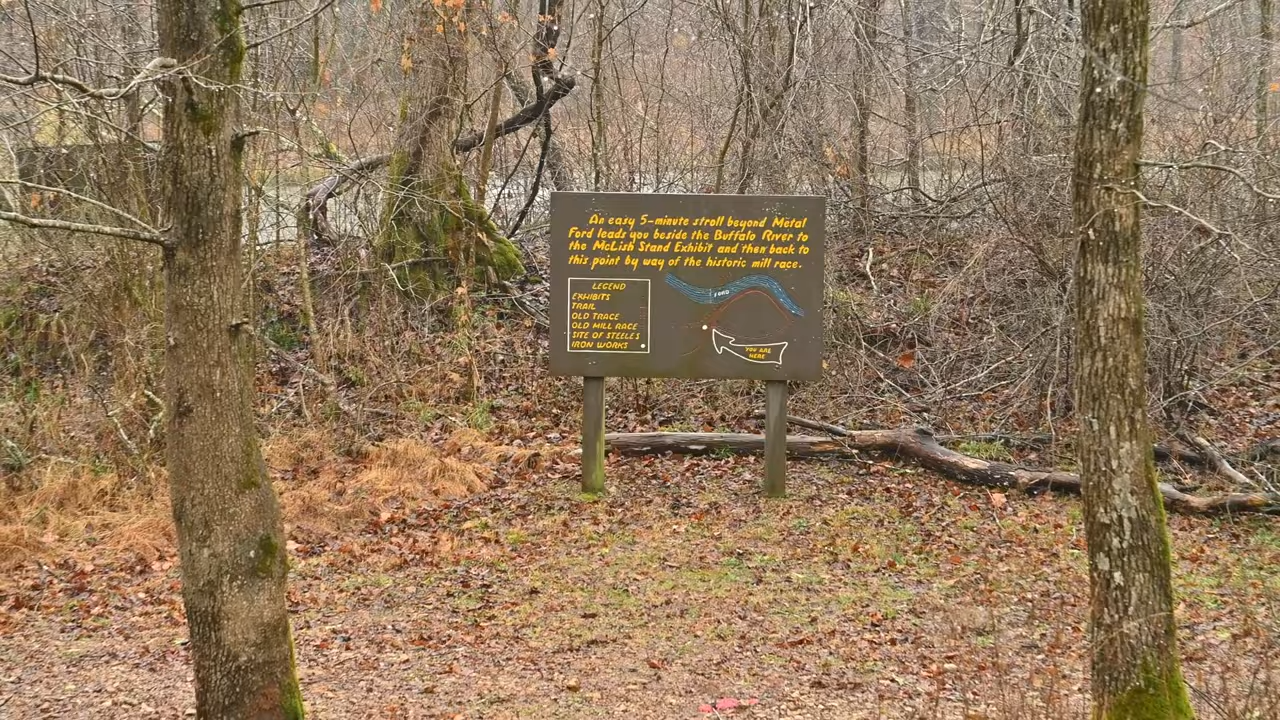 An easy 5-minute stroll beyond Metal
Ford leads you beside the Buffalo River to
the McLish Stand Exhibit and then back to
this point by way of the historic mill race.
LEGEND
EXHIBITS
TRAIL
OLD TRACE
OLD MILL RACE
SITE OF STEELES
IRON WORKS
FORD
YOU ARE
HERE